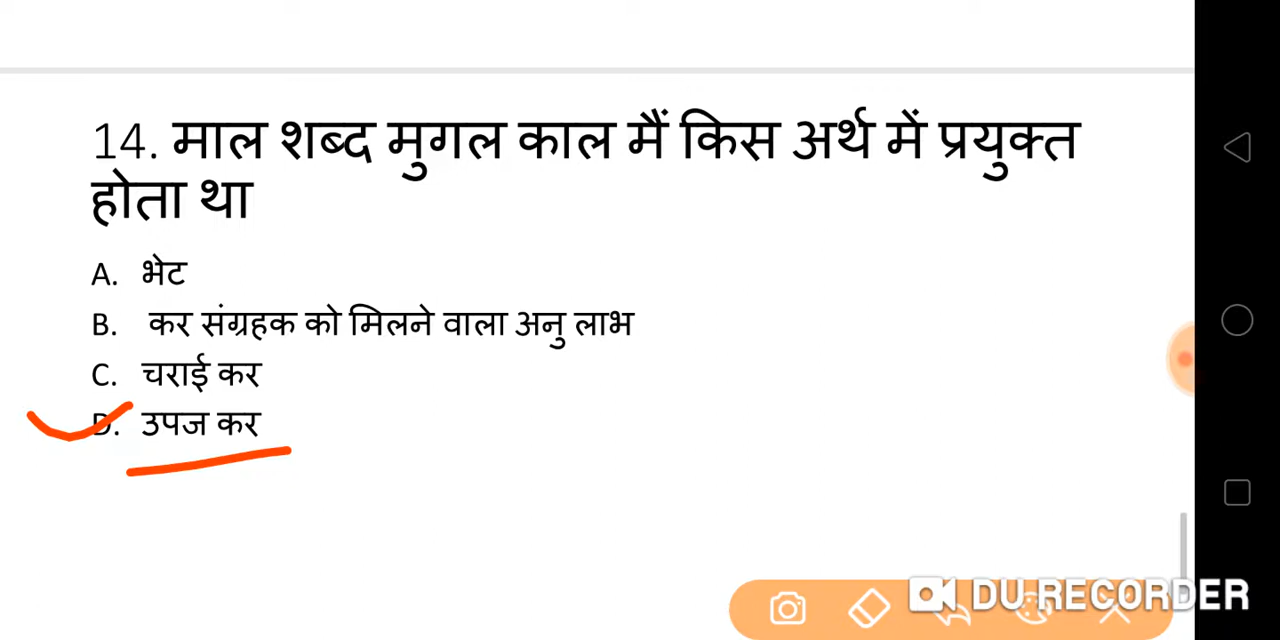 14. माल शब्द मुगल काल मैं किस अर्थ में प्रयुक्त
होता था
A. भेट
B. कर संग्रहक को मिलने वाला अनु लाभ
C. चराई कर
D. उपज कर
DU RECORDER